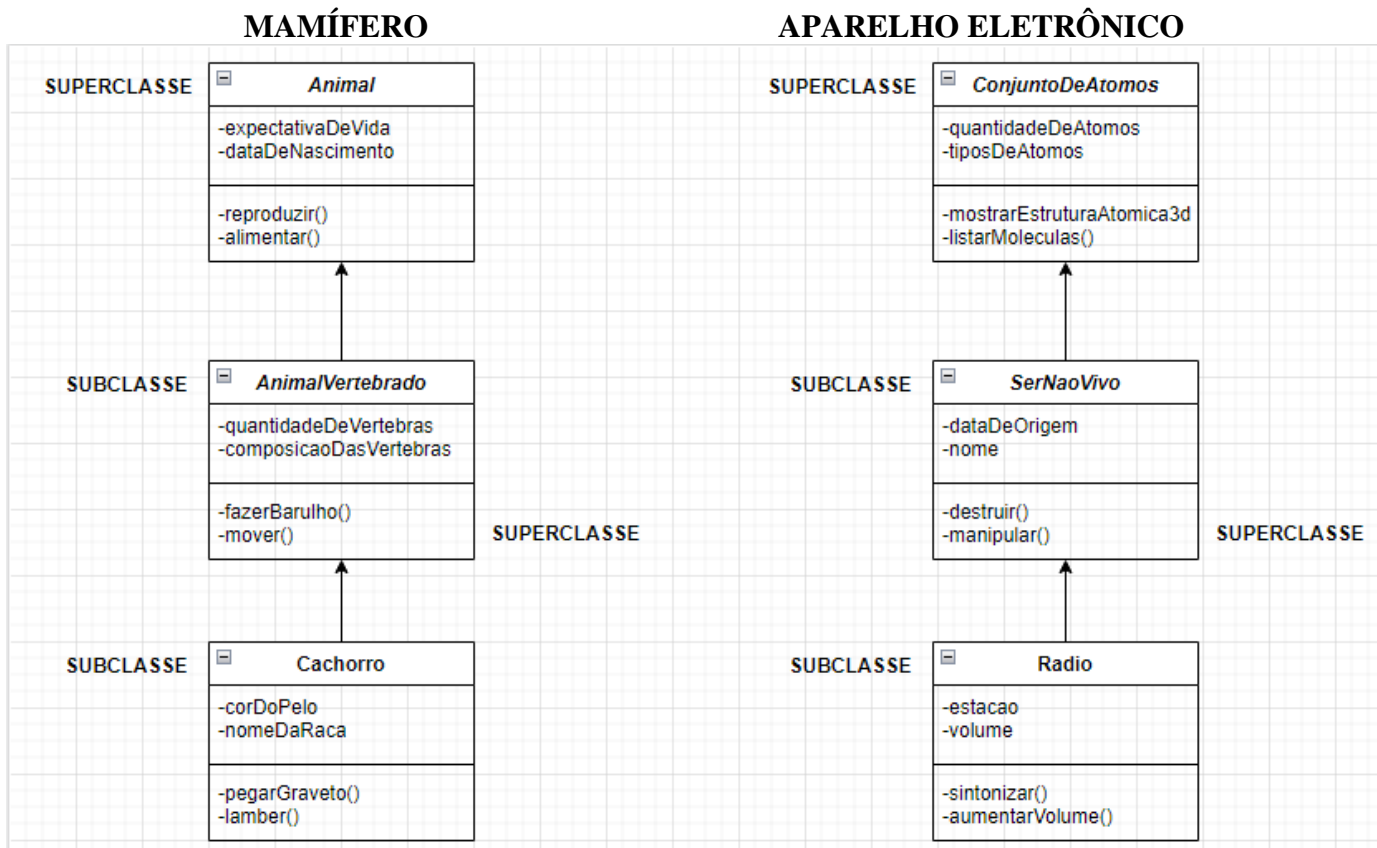 MAMÍFERO
SUPERCLASSE
Animal
-expectativaDeVida
-dataDeNascimento
-reproduzir()
-alimentar()
SUBCLASSE
AnimalVertebrado
-quantidadeDeVertebras
-composicaoDasVertebras
-fazerBarulho()
-mover()
SUPERCLASSE
SUBCLASSE
Cachorro
-corDoPelo
-nomeDaRaca
-pegarGraveto()
-lamber()
APARELHO ELETRÔNICO
SUPERCLASSE
ConjuntoDeAtomos
-quantidadeDeAtomos
-tiposDeAtomos
-mostrarEstruturaAtomica3d
-listarMoleculas()
SUBCLASSE
SerNaoVivo
-dataDeOrigem
-nome
-destruir()
-manipular()
SUPERCLASSE
SUBCLASSE
Radio
-estacao
-volume
-sintonizar()
-aumentarVolume()